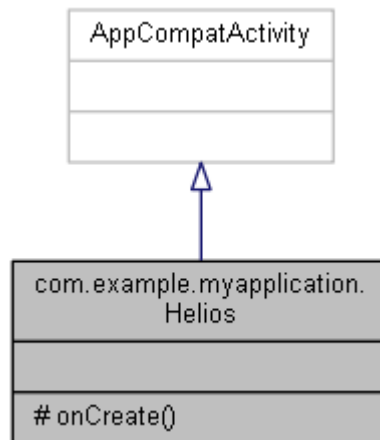 AppCompatActivity
com.example.myapplication.
Helios
# onCreate()